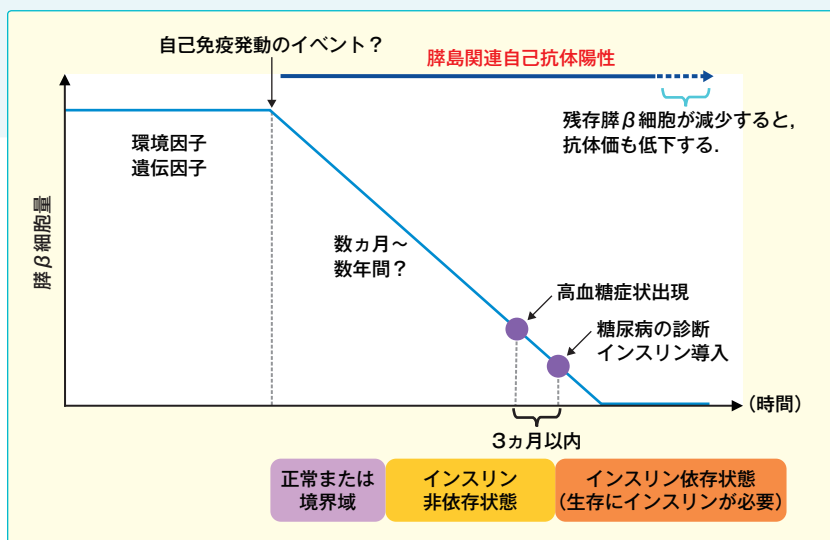 自己免疫発動のイベント？
膵島関連自己抗体陽性
残存膵β細胞が減少すると，
抗体価も低下する．
環境因子
遺伝因子
膵β細胞量
数ヵ月〜
数年間？
高血糖症状出現
糖尿病の診断
インスリン導入
（時間）
3ヵ月以内
正常または
境界域
インスリン
非依存状態
インスリン依存状態
（生存にインスリンが必要）